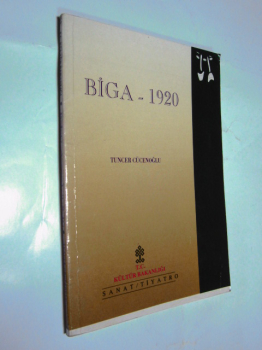 BİGA - 1920
TUNCER CÜCENOĞLU
T.C.
KÜLTÜR BAKANLIĞI
SANAT/TİYATRO